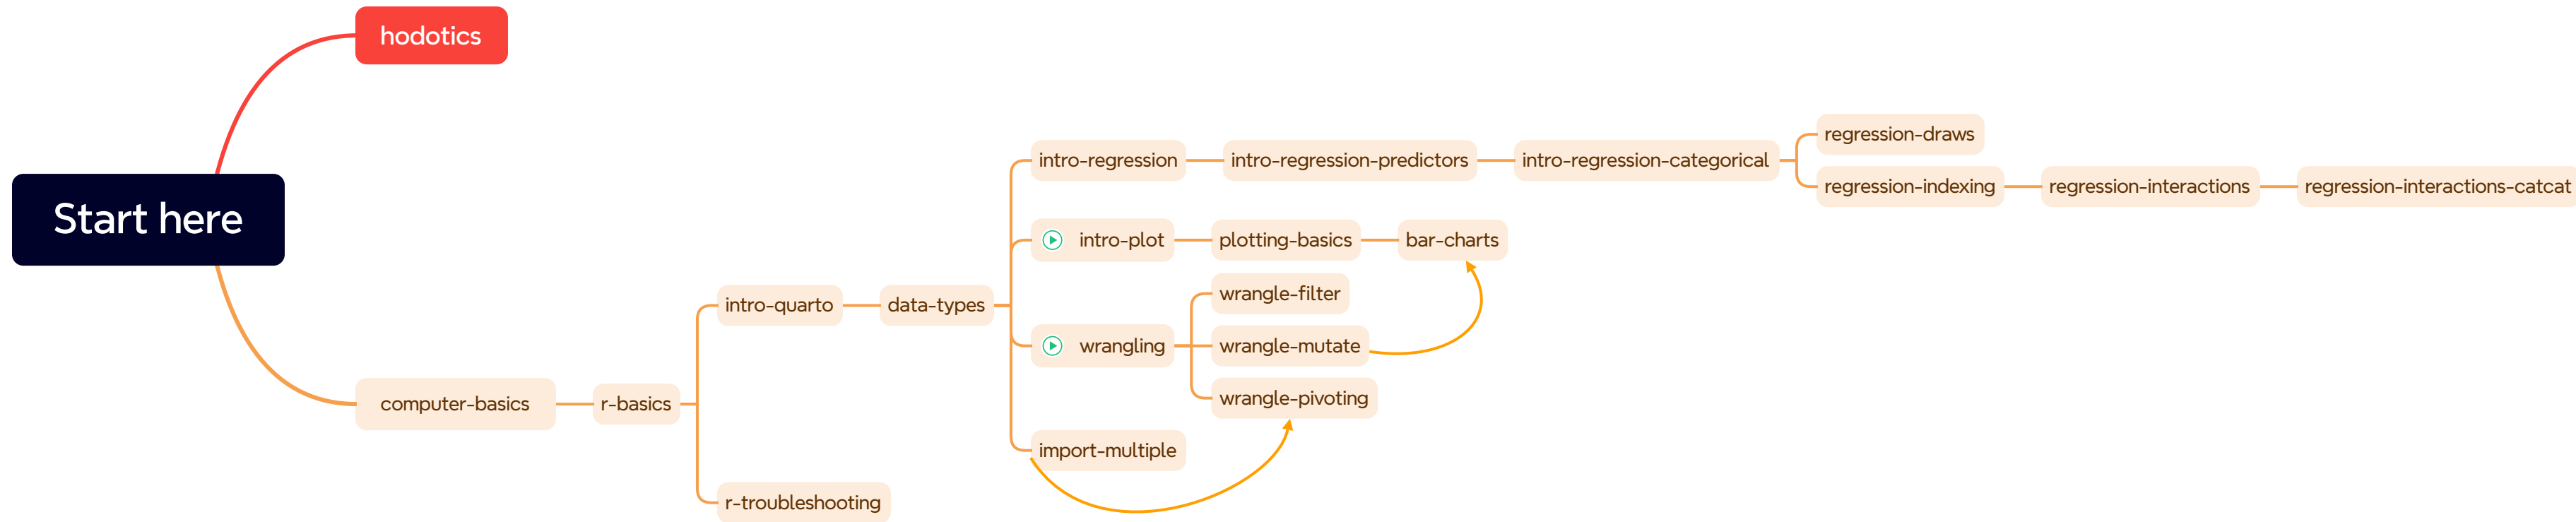 hodotics
Start here
computer-basics
r-basics
intro-quarto
data-types
intro-regression
intro-regression-predictors
intro-regression-categorical
regression-draws
regression-indexing
regression-interactions
regression-interactions-catcat
intro-plot
plotting-basics
bar-charts
wrangling
wrangle-filter
wrangle-mutate
wrangle-pivoting
import-multiple
r-troubleshooting